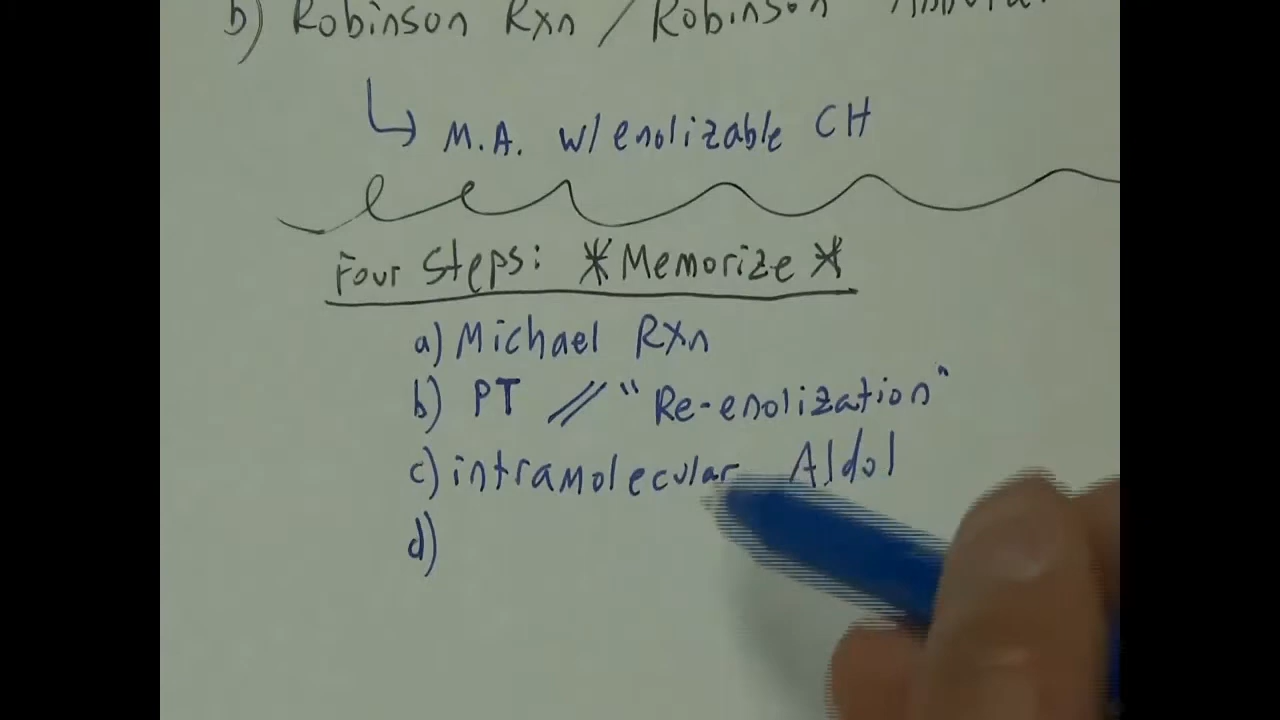 b) Robinson Rxn / Robinson
↳ M.A. w/ enolizable CH
Four Steps: *Memorize*
a) Michael Rxn
b) PT // "Re-enolization"
c) intramolecular Aldol
d)